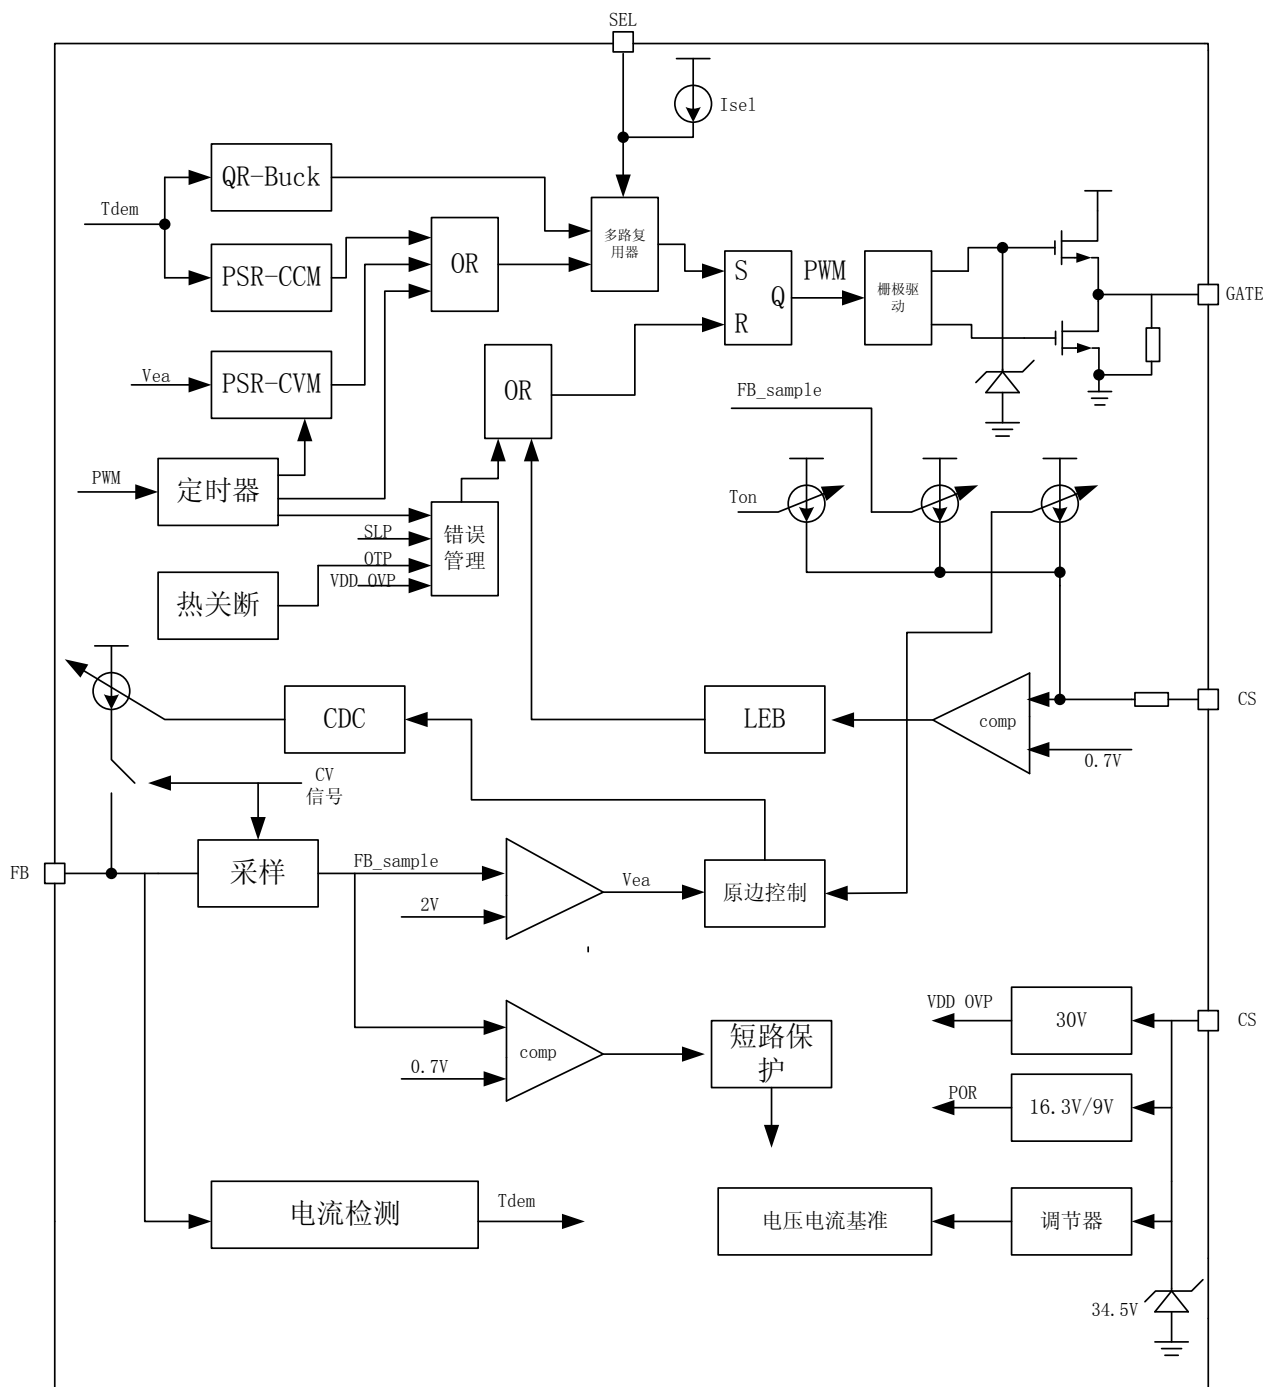 SEL
Isel
QR-Buck
Tdem
多路复
用器
OR
PSR-CCM
S
Q
R
PWM
栅极驱
动
GATE
Vea
PSR-CVM
OR
FB_sample
PWM
定时器
Ton
SLP
错误
管理
OTP
VDD OVP
热关断
CDC
LEB
comp
CS
0.7V
CV
信号
FB
采样
FB_sample
2V
Vea
原边控制
VDD OVP
30V
CS
短路保
护
comp
0.7V
POR
16.3V/9V
电流检测
Tdem
电压电流基准
调节器
34.5V